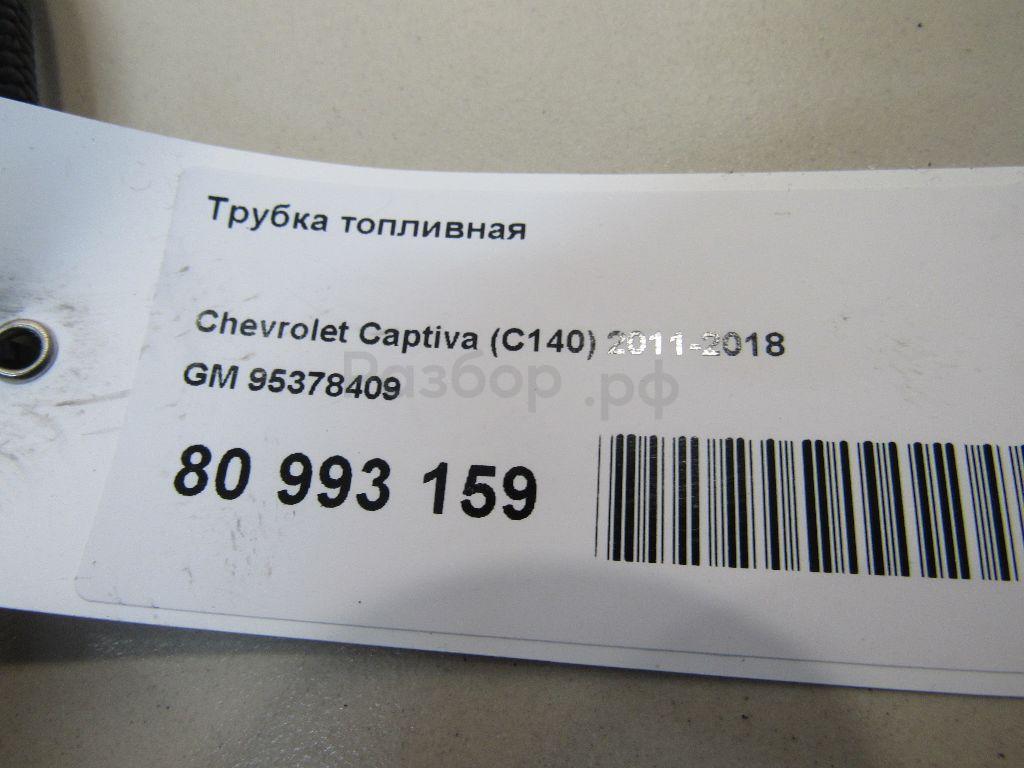 Трубка топливная
Chevrolet Captiva (C140) 2011-2018
GM 95378409
Разбор.рф
80 993 159